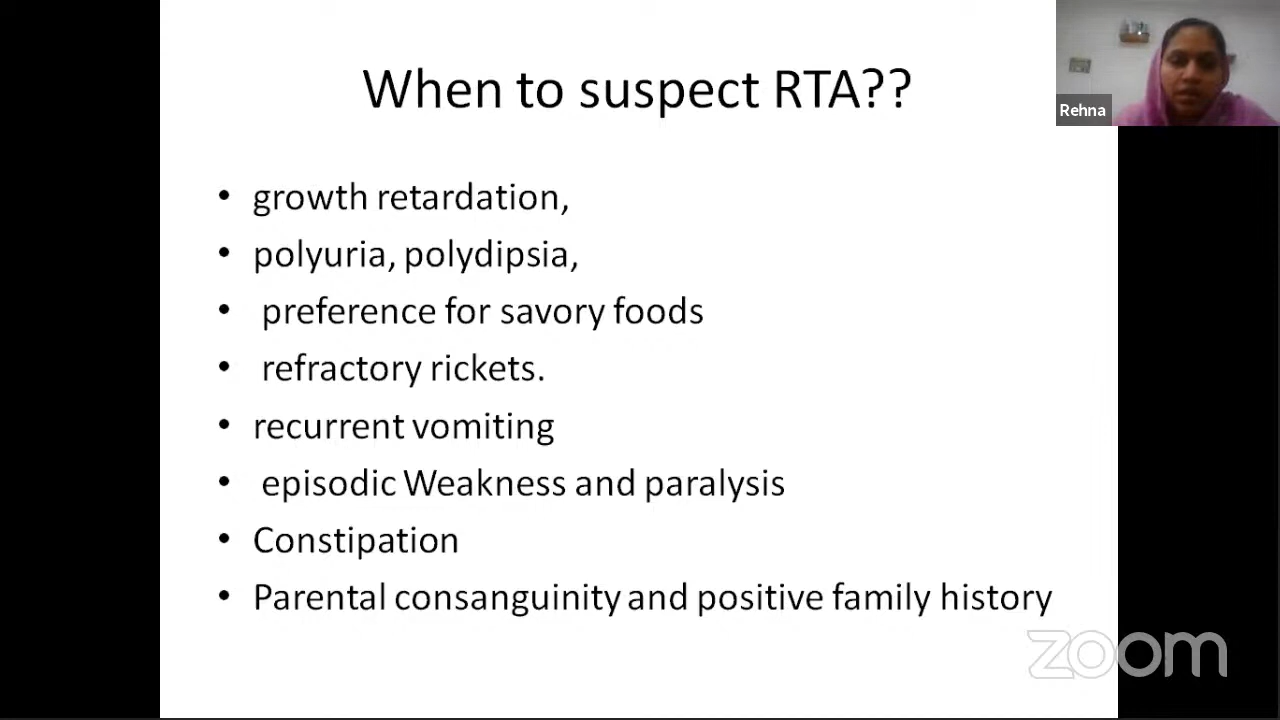 When to suspect RTA??
Rehna
• growth retardation,
• polyuria, polydipsia,
• preference for savory foods
• refractory rickets.
• recurrent vomiting
• episodic Weakness and paralysis
• Constipation
• Parental consanguinity and positive family history
zoom